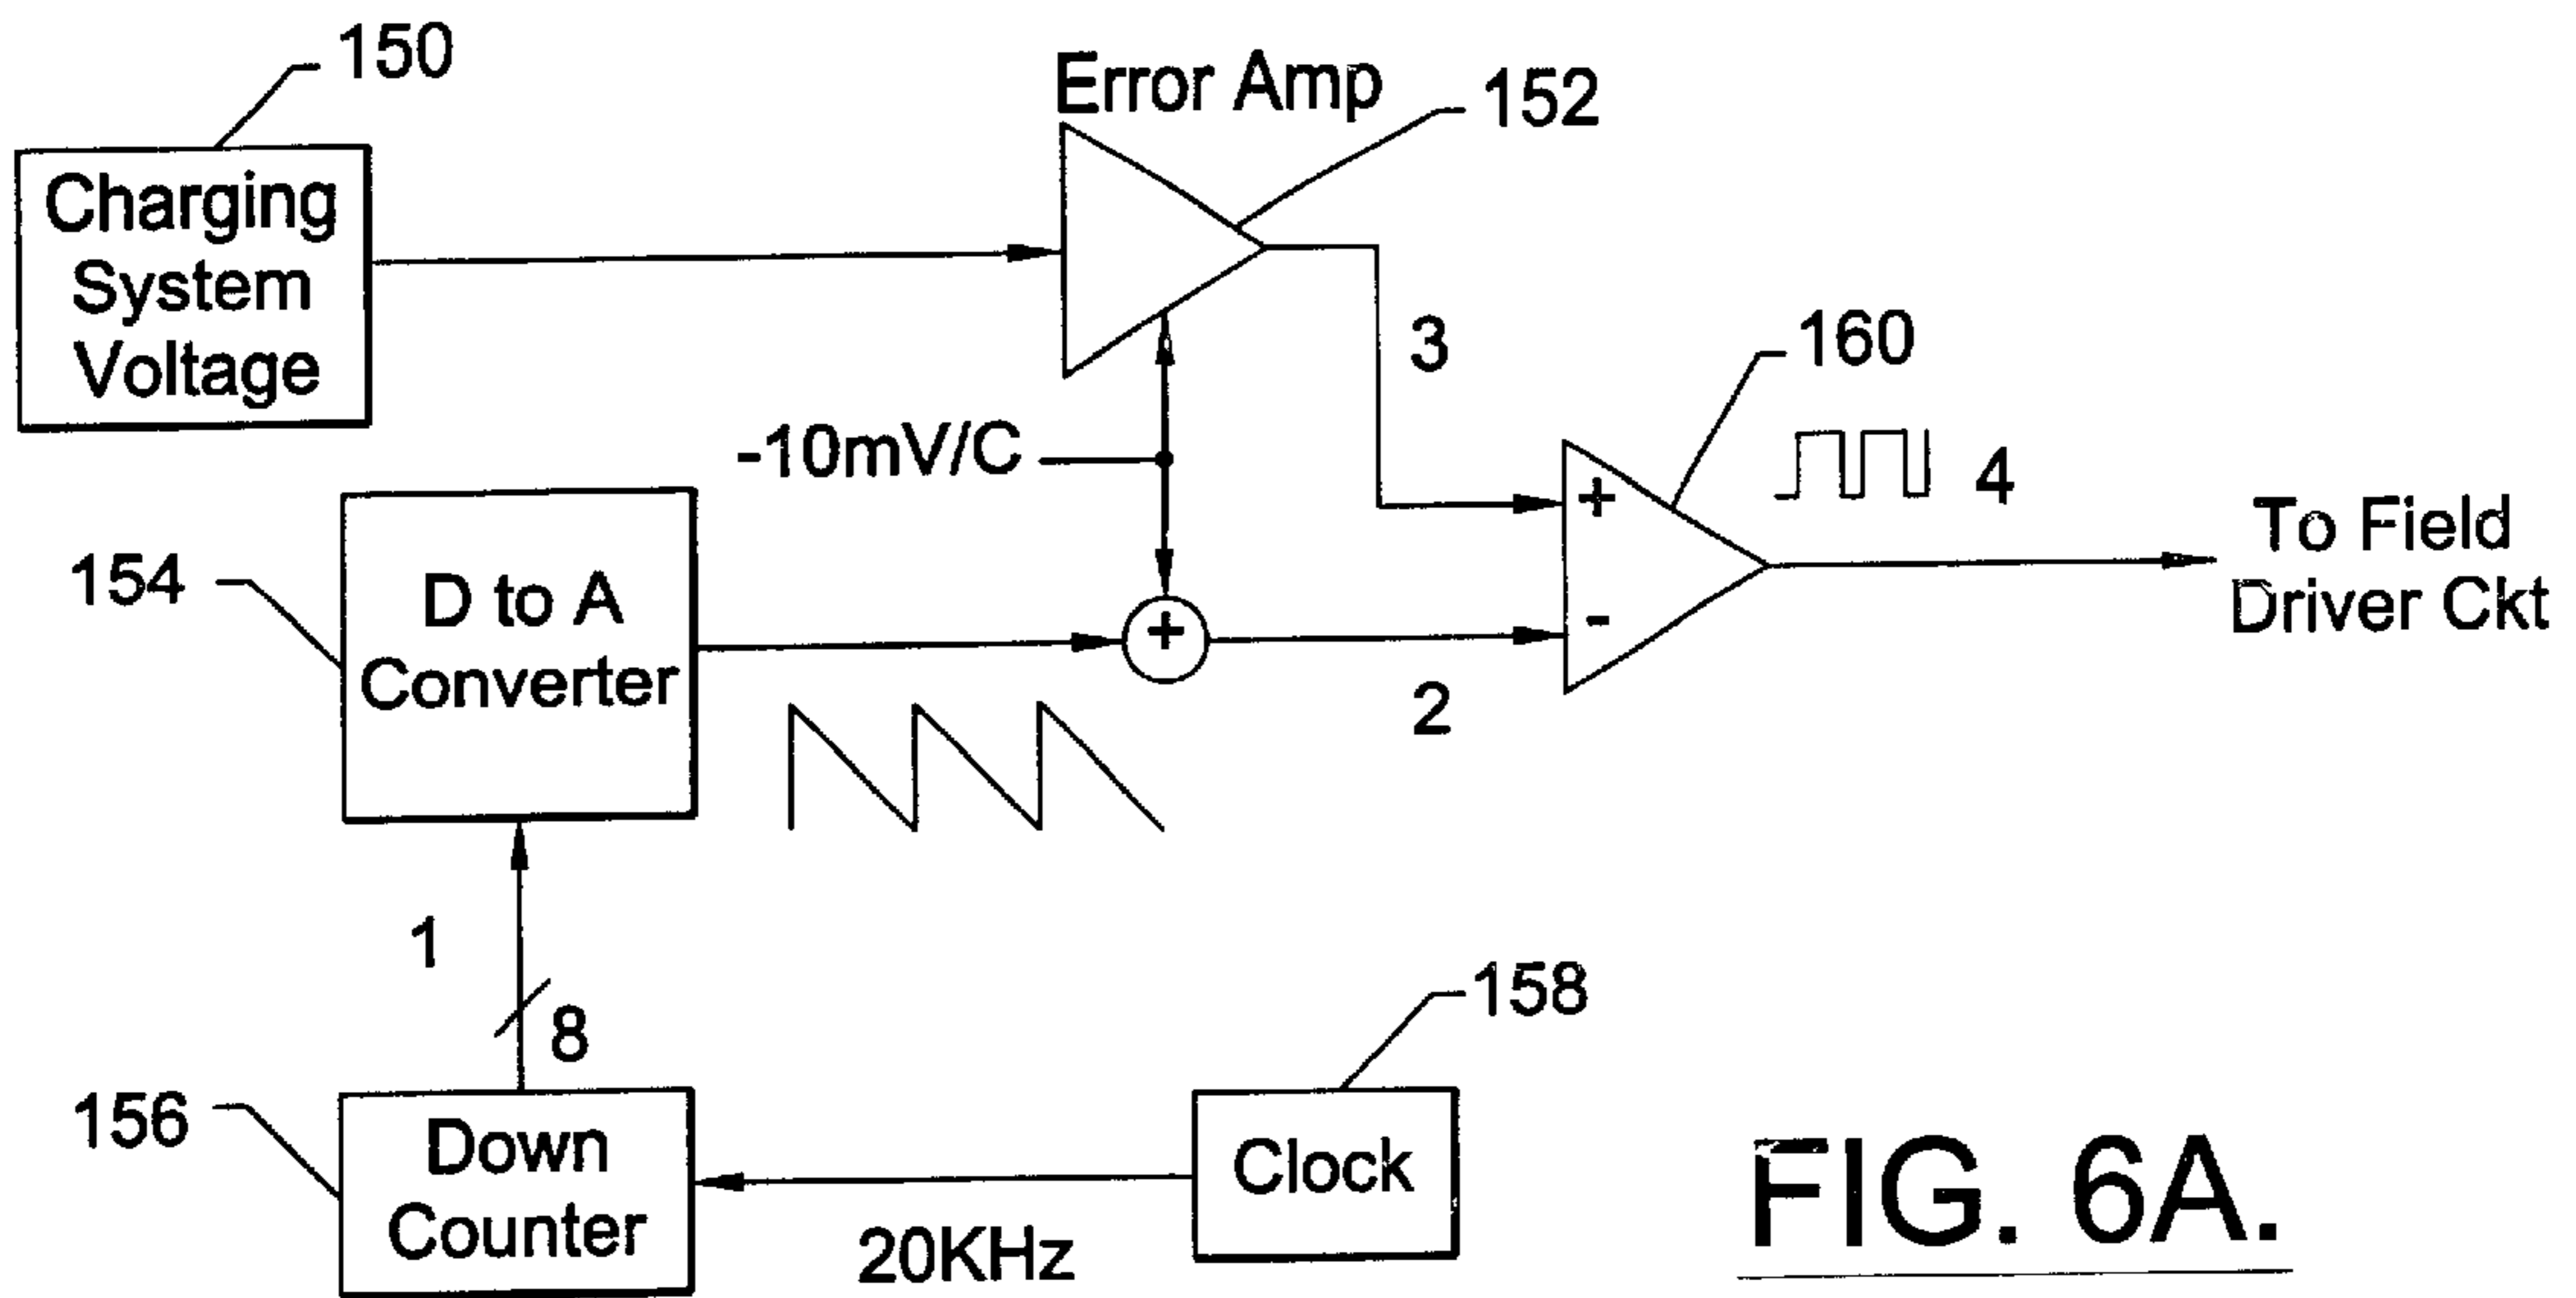 150
Error Amp
152
Charging
System
Voltage
3
160
-10mV/C
+
4
To Field
Driver Ckt
154
D to A
Converter
+
-
2
1
8
158
156
Down
Counter
Clock
20KHz
FIG. 6A.